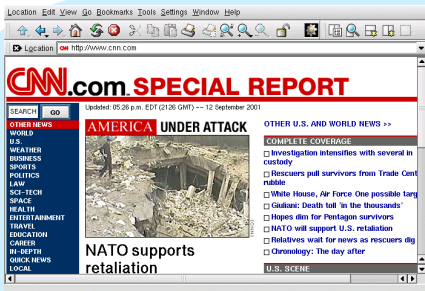 Location Edit View Go Bookmarks Tools Settings Window Help
Location http://www.cnn.com
CNN.com. SPECIAL REPORT
SEARCH GO
Updated: 05:26 p.m. EDT (2126 GMT) -- 12 September 2001
OTHER NEWS
WORLD
U.S.
WEATHER
BUSINESS
SPORTS
POLITICS
LAW
SCI-TECH
SPACE
HEALTH
ENTERTAINMENT
TRAVEL
EDUCATION
CAREER
IN-DEPTH
QUICK NEWS
LOCAL
AMERICA UNDER ATTACK
NATO supports
retaliation
OTHER U.S. AND WORLD NEWS >>
COMPLETE COVERAGE
Investigation intensifies with several in
custody
Rescuers pull survivors from Trade Cent
rubble
White House, Air Force One possible targ
Giuliani: Death toll 'in the thousands'
Hopes dim for Pentagon survivors
NATO will support U.S. retaliation
Relatives wait for news as rescuers dig
Chronology: The day after
U.S. SCENE